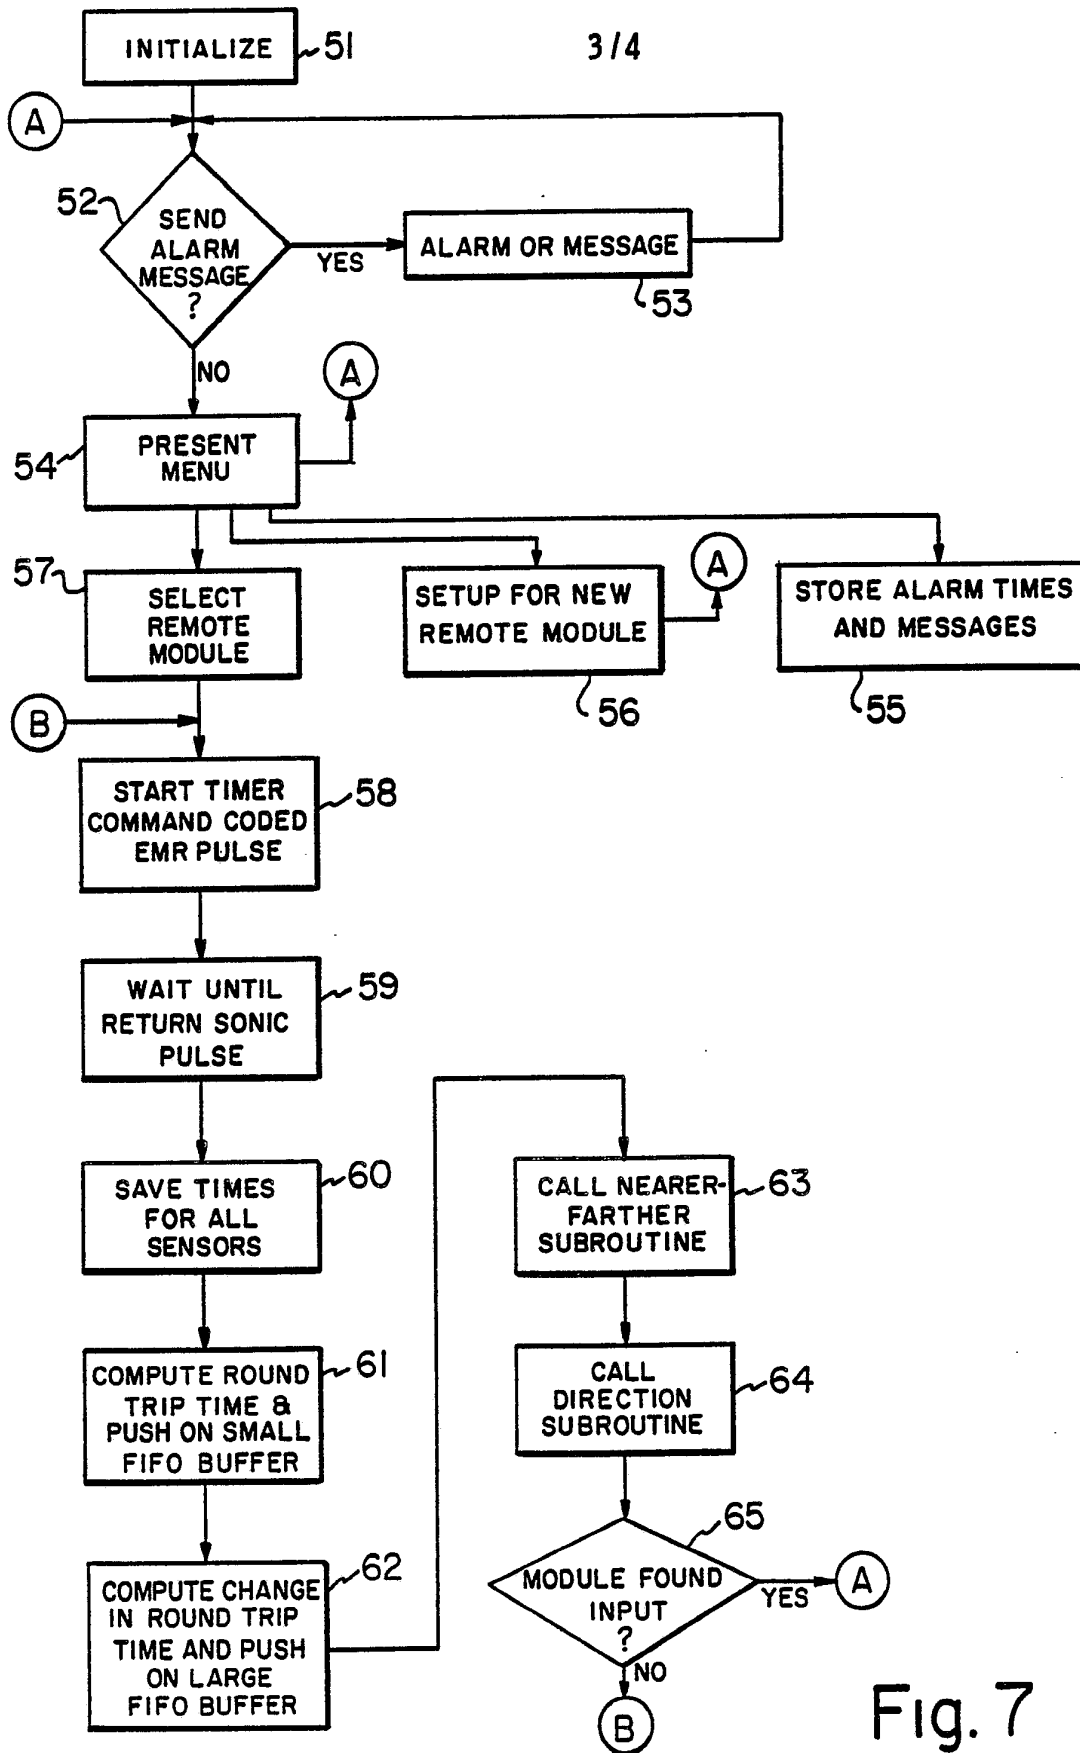 INITIALIZE
51
3/4
A
52
SEND
ALARM
MESSAGE
?
YES
ALARM OR MESSAGE
53
NO
A
54
PRESENT
MENU
57
SELECT
REMOTE
MODULE
SETUP FOR NEW
REMOTE MODULE
56
A
STORE ALARM TIMES
AND MESSAGES
55
B
START TIMER
COMMAND CODED
EMR PULSE
58
WAIT UNTIL
RETURN SONIC
PULSE
59
SAVE TIMES
FOR ALL
SENSORS
60
COMPUTE ROUND
TRIP TIME &
PUSH ON SMALL
FIFO BUFFER
61
COMPUTE CHANGE
IN ROUND TRIP
TIME AND PUSH
ON LARGE
FIFO BUFFER
62
CALL NEARER-
FARTHER
SUBROUTINE
63
CALL
DIRECTION
SUBROUTINE
64
65
MODULE FOUND
INPUT
?
YES
A
NO
B
Fig. 7